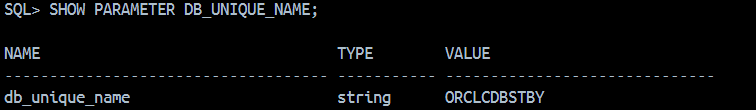 SQL> SHOW PARAMETER DB_UNIQUE_NAME;
NAME                                 TYPE        VALUE
------------------------------------ ----------- ------------------------------
db_unique_name                       string      ORCLCDBSTBY